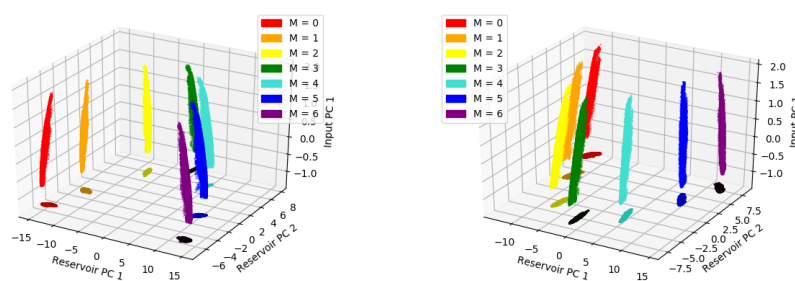 M = 0
M = 1
M = 2
M = 3
M = 4
M = 5
M = 6
Input PC 1
0.0
−0.5
−1.0
−15
−10
−5
0
5
10
15
Reservoir PC 1
−6
−4
−2
0
2
4
6
8
Reservoir PC 2
M = 0
M = 1
M = 2
M = 3
M = 4
M = 5
M = 6
Input PC 1
2.0
1.5
1.0
0.5
0.0
−0.5
−1.0
−10
−5
0
5
10
15
Reservoir PC 1
−7.5
−5.0
−2.5
0.0
2.5
5.0
7.5
Reservoir PC 2